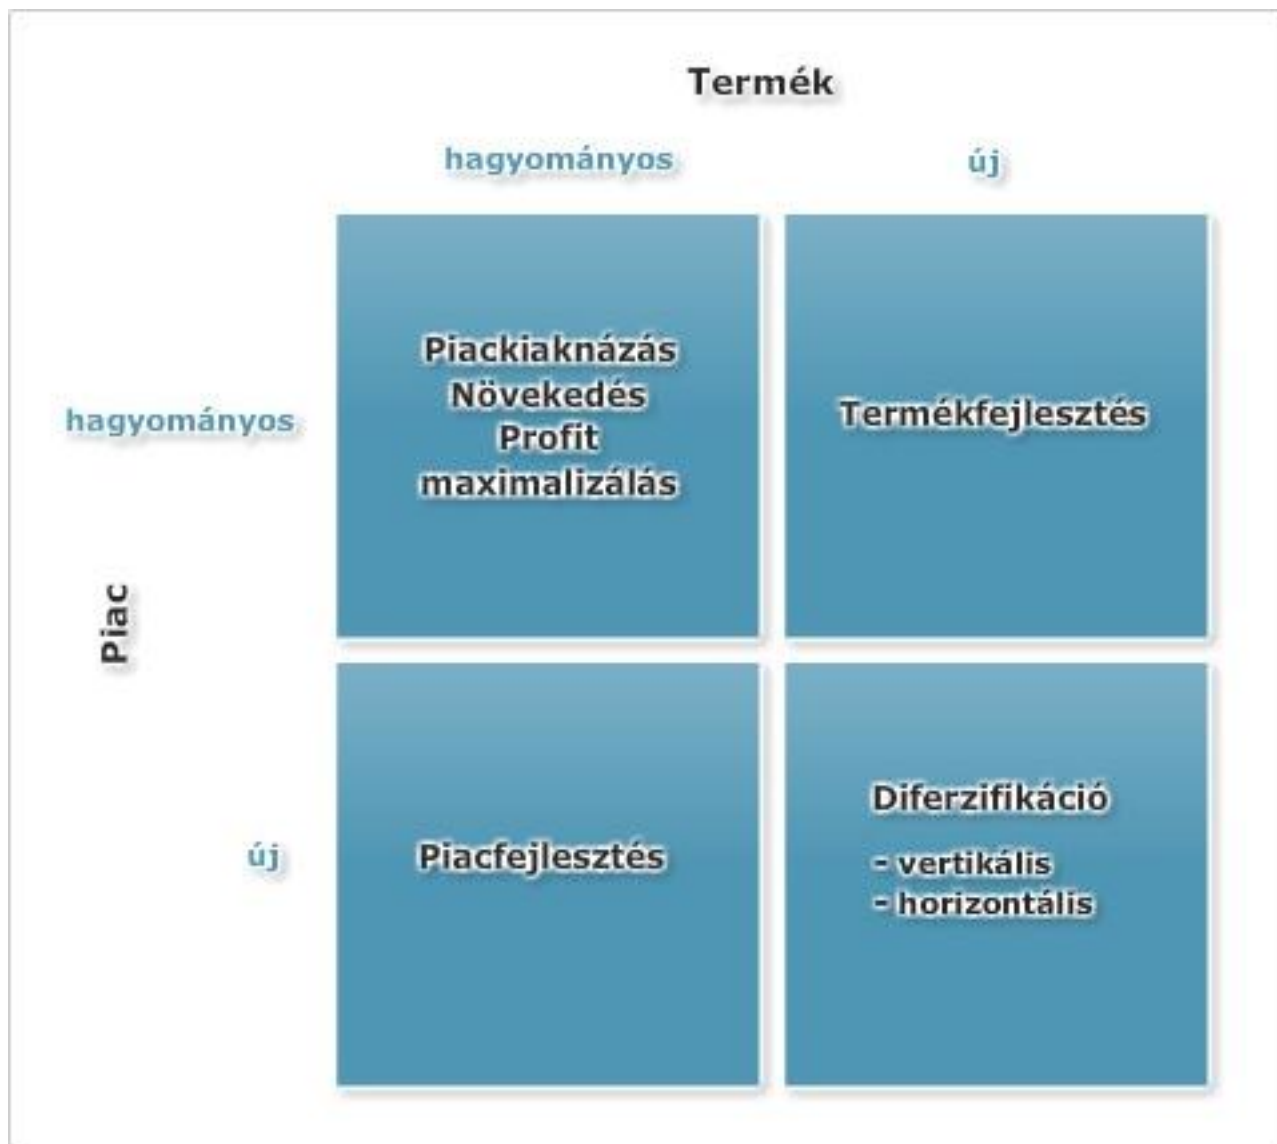 Termék
hagyományos
új
hagyományos
Piackiaknázás
Növekedés
Profit
maximalizálás
Termékfejlesztés
Piac
új
Piacfejlesztés
Diferzifikáció
- vertikális
- horizontális